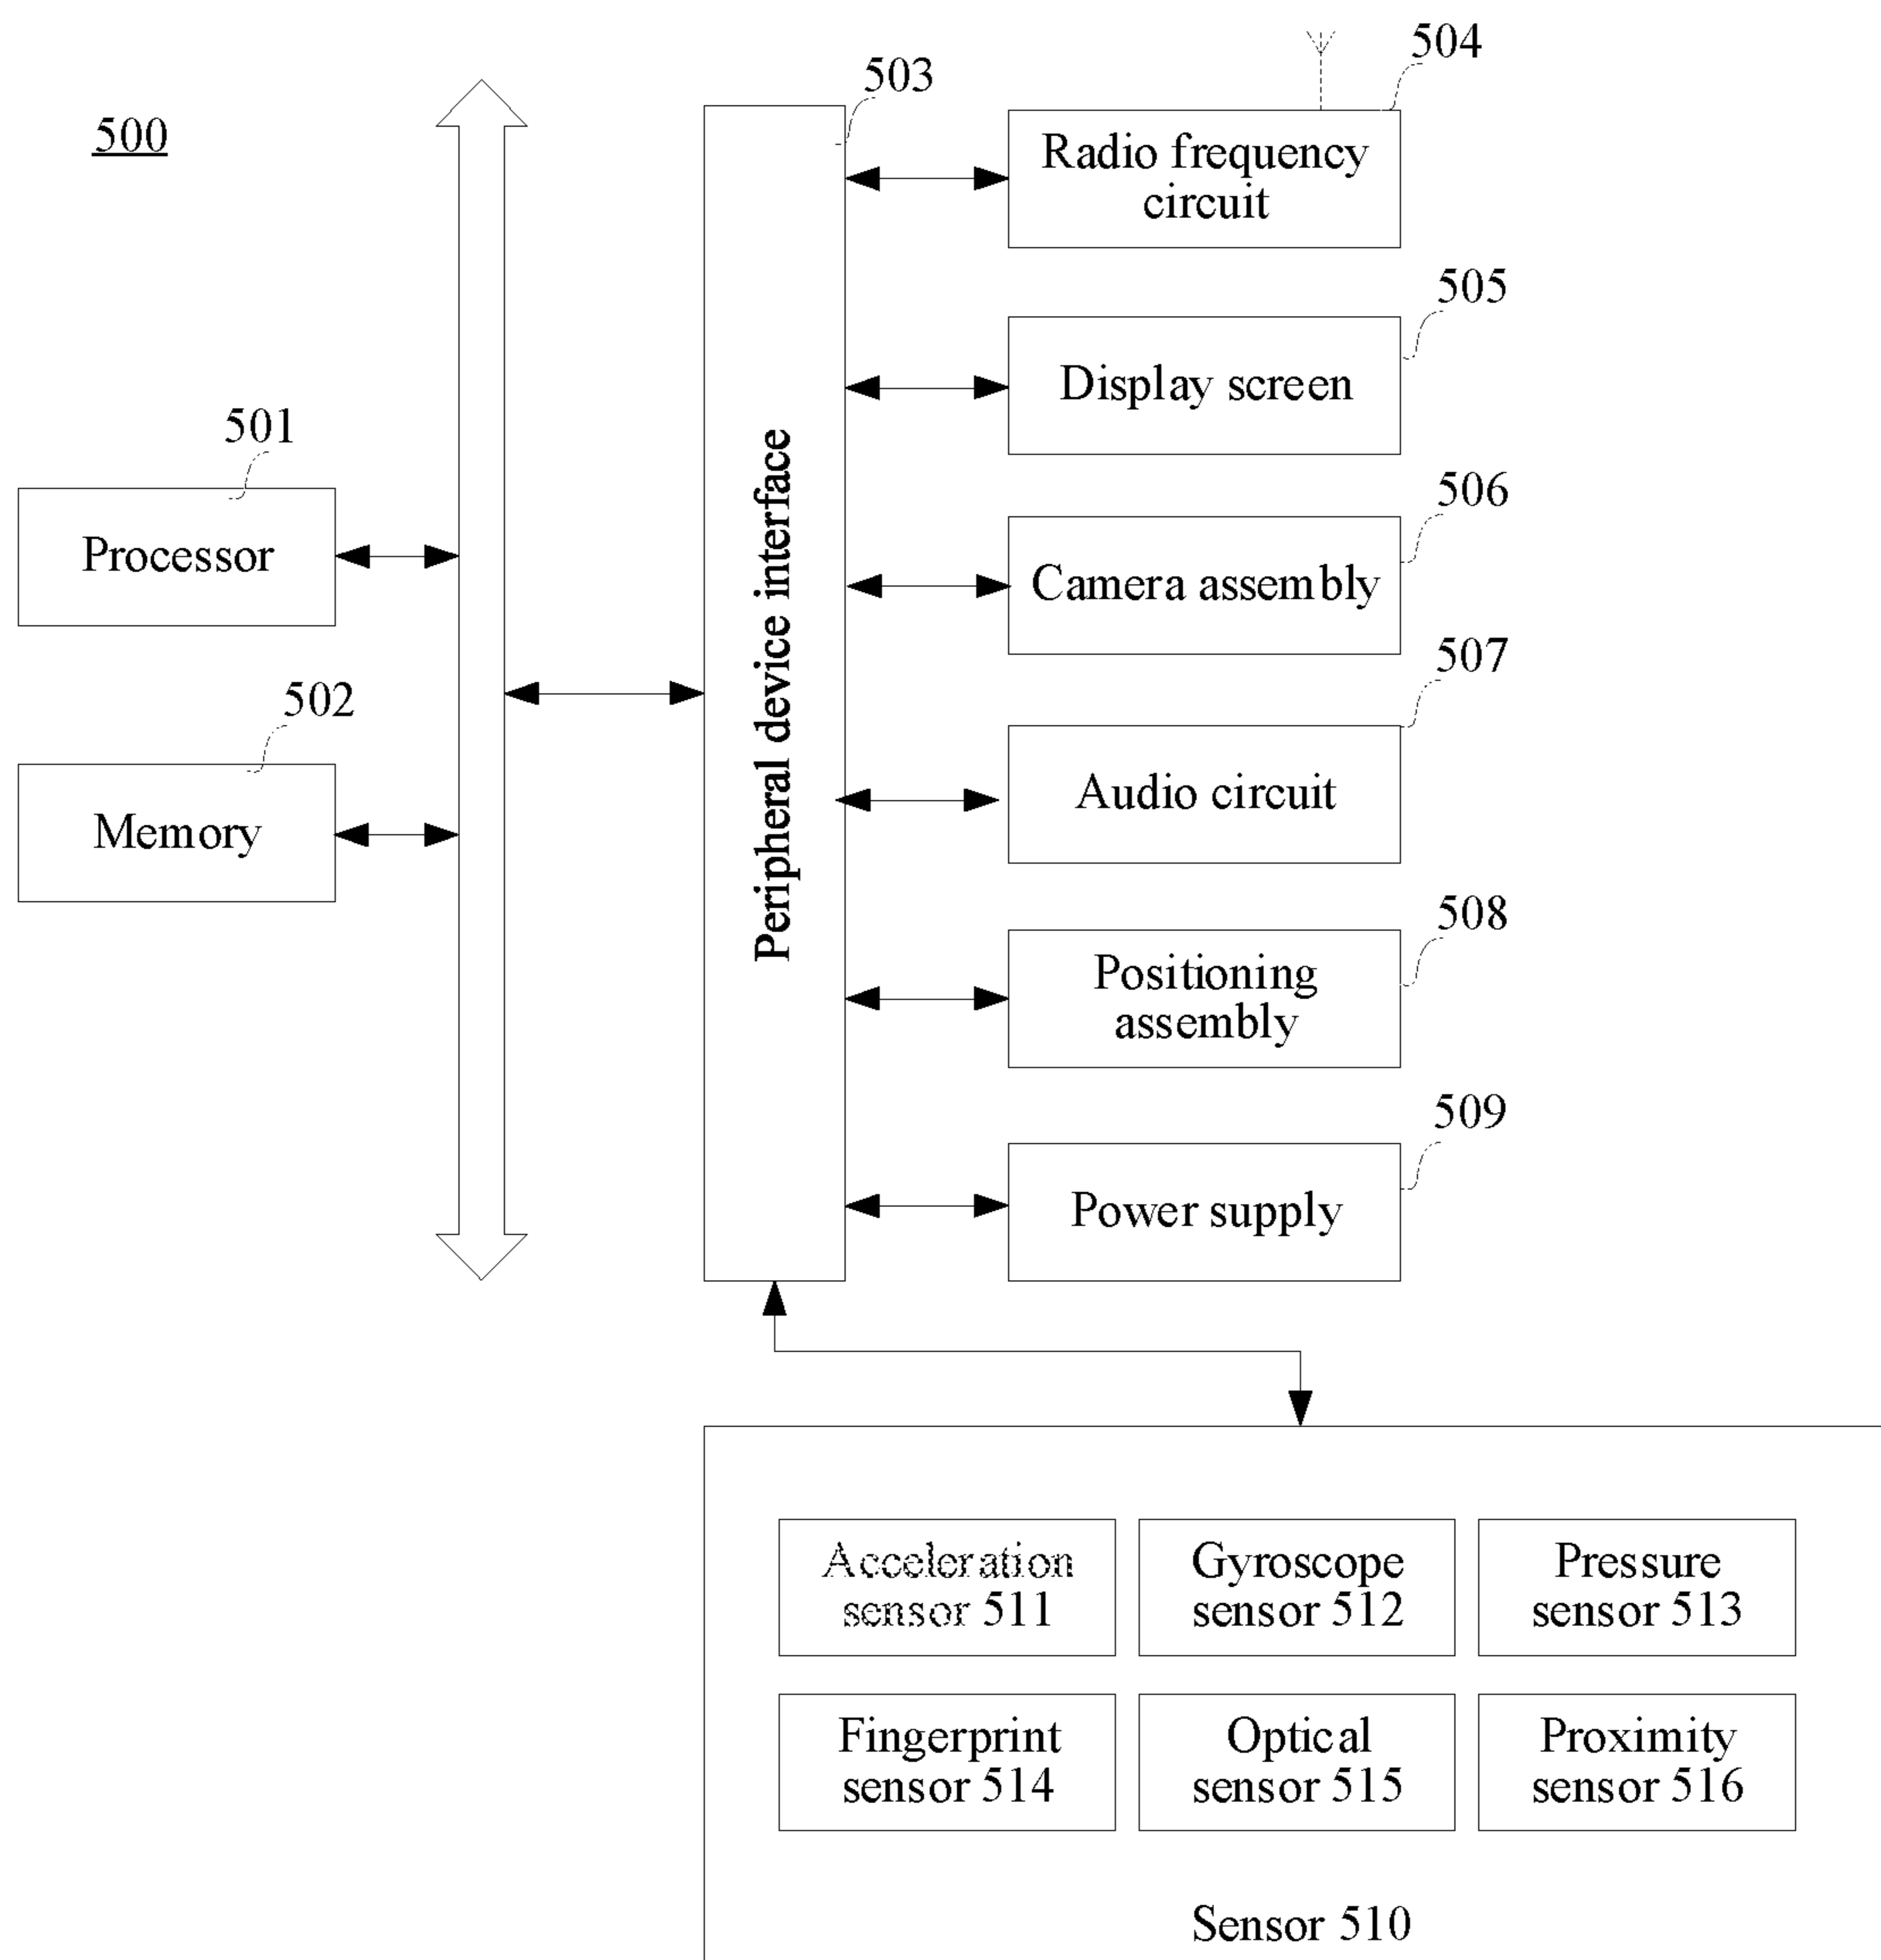 500
501
Processor
502
Memory
503
Peripheral device interface
504
Radio frequency
circuit
505
Display screen
506
Camera assembly
507
Audio circuit
508
Positioning
assembly
509
Power supply
Acceleration
sensor 511
Gyroscope
sensor 512
Pressure
sensor 513
Fingerprint
sensor 514
Optical
sensor 515
Proximity
sensor 516
Sensor 510